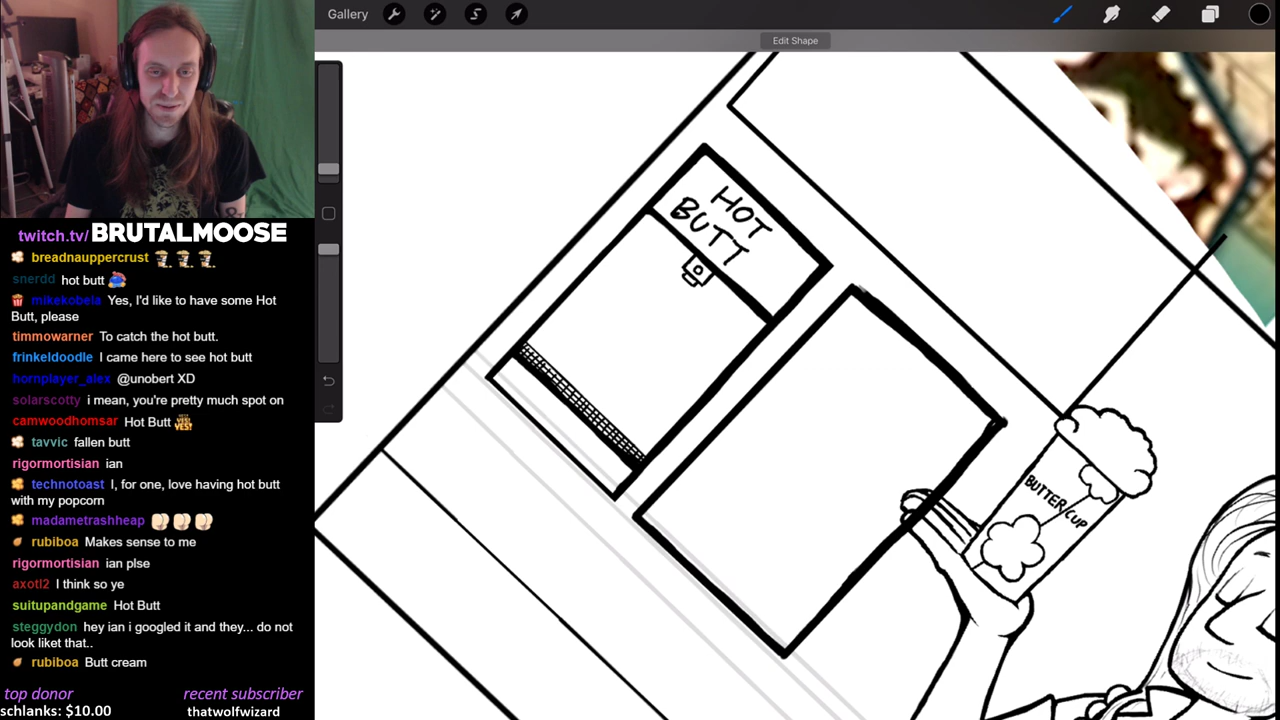 Gallery
Edit Shape
HOT
BUTT
BUTTER/CUP
twitch.tv/BRUTALMOOSE
breadnauppercrust
snerdd hot butt
mikekobela Yes, I'd like to have some Hot
Butt, please
timmowarner To catch the hot butt.
frinkeldoodle I came here to see hot butt
hornplayer_alex @unobert XD
solarscotty i mean, you're pretty much spot on
camwoodhomsar Hot Butt YES! YES!
tavvic fallen butt
rigormortisian ian
technotoast I, for one, love having hot butt
with my popcorn
madametrashheap
rubiboa Makes sense to me
rigormortisian ian plse
axotl2 I think so ye
suitupandgame Hot Butt
steggydon hey ian i googled it and they... do not
look liket that..
rubiboa Butt cream
top donor recent subscriber
schlanks: $10.00 thatwolfwizard